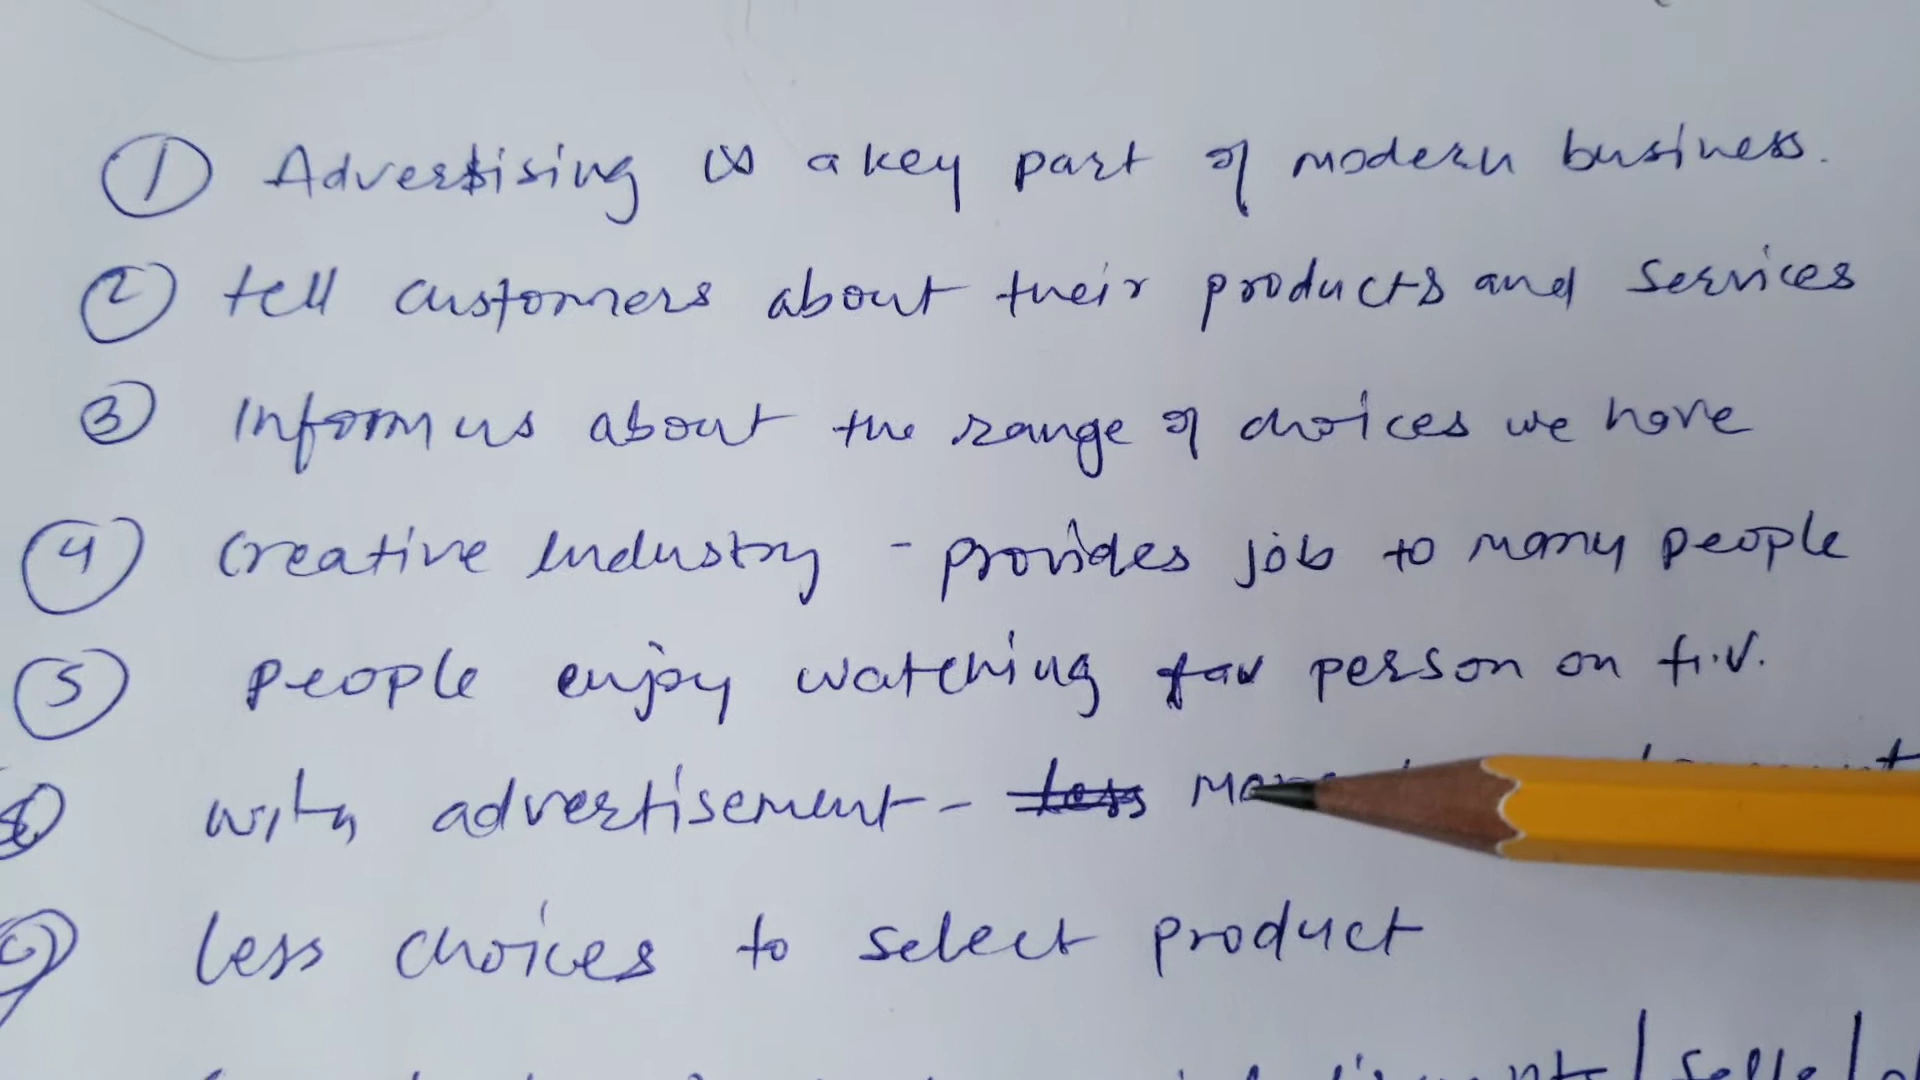 ① Advertising is a key part of modern business.
② tell customers about their products and services
③ Inform us about the range of choices we have
④ Creative Industry - provides job to many people
⑤ People enjoy watching fav person on t.v.
with advertisement -
less choices to select product